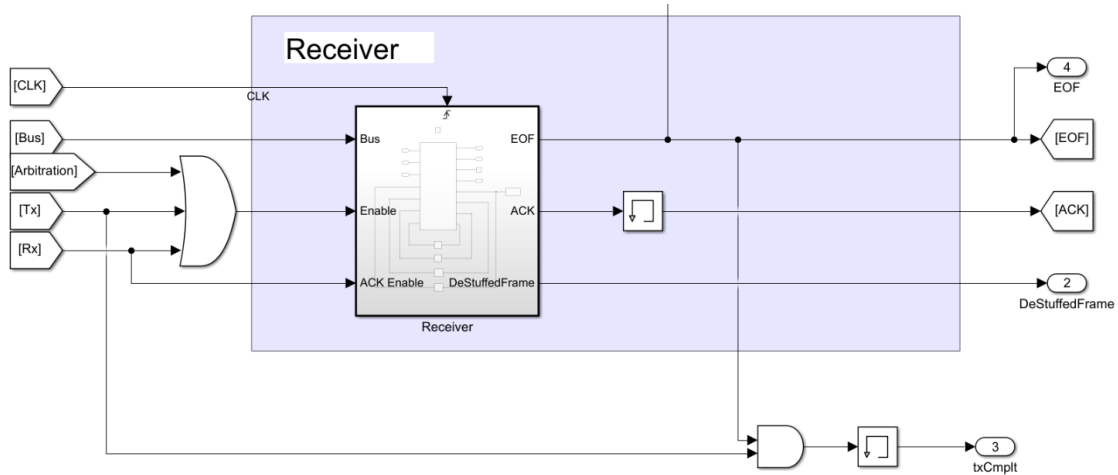 Receiver
[CLK]
CLK
4
EOF
[Bus]
Bus
EOF
[EOF]
[Arbitration]
[Tx]
Enable
ACK
[ACK]
[Rx]
ACK Enable
DeStuffedFrame
2
DeStuffedFrame
Receiver
3
txCmplt